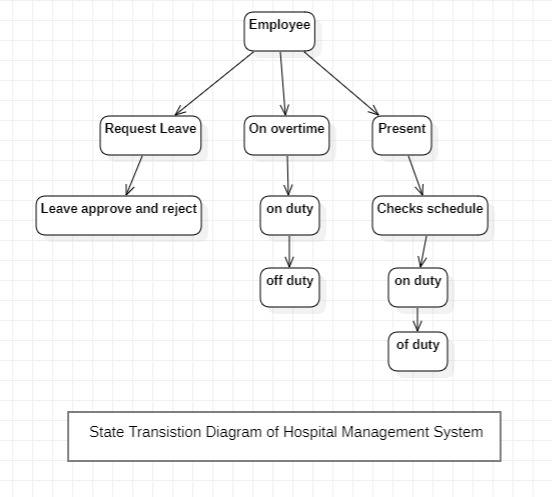 Employee
Request Leave
On overtime
Present
Leave approve and reject
on duty
Checks schedule
off duty
on duty
of duty
State Transistion Diagram of Hospital Management System